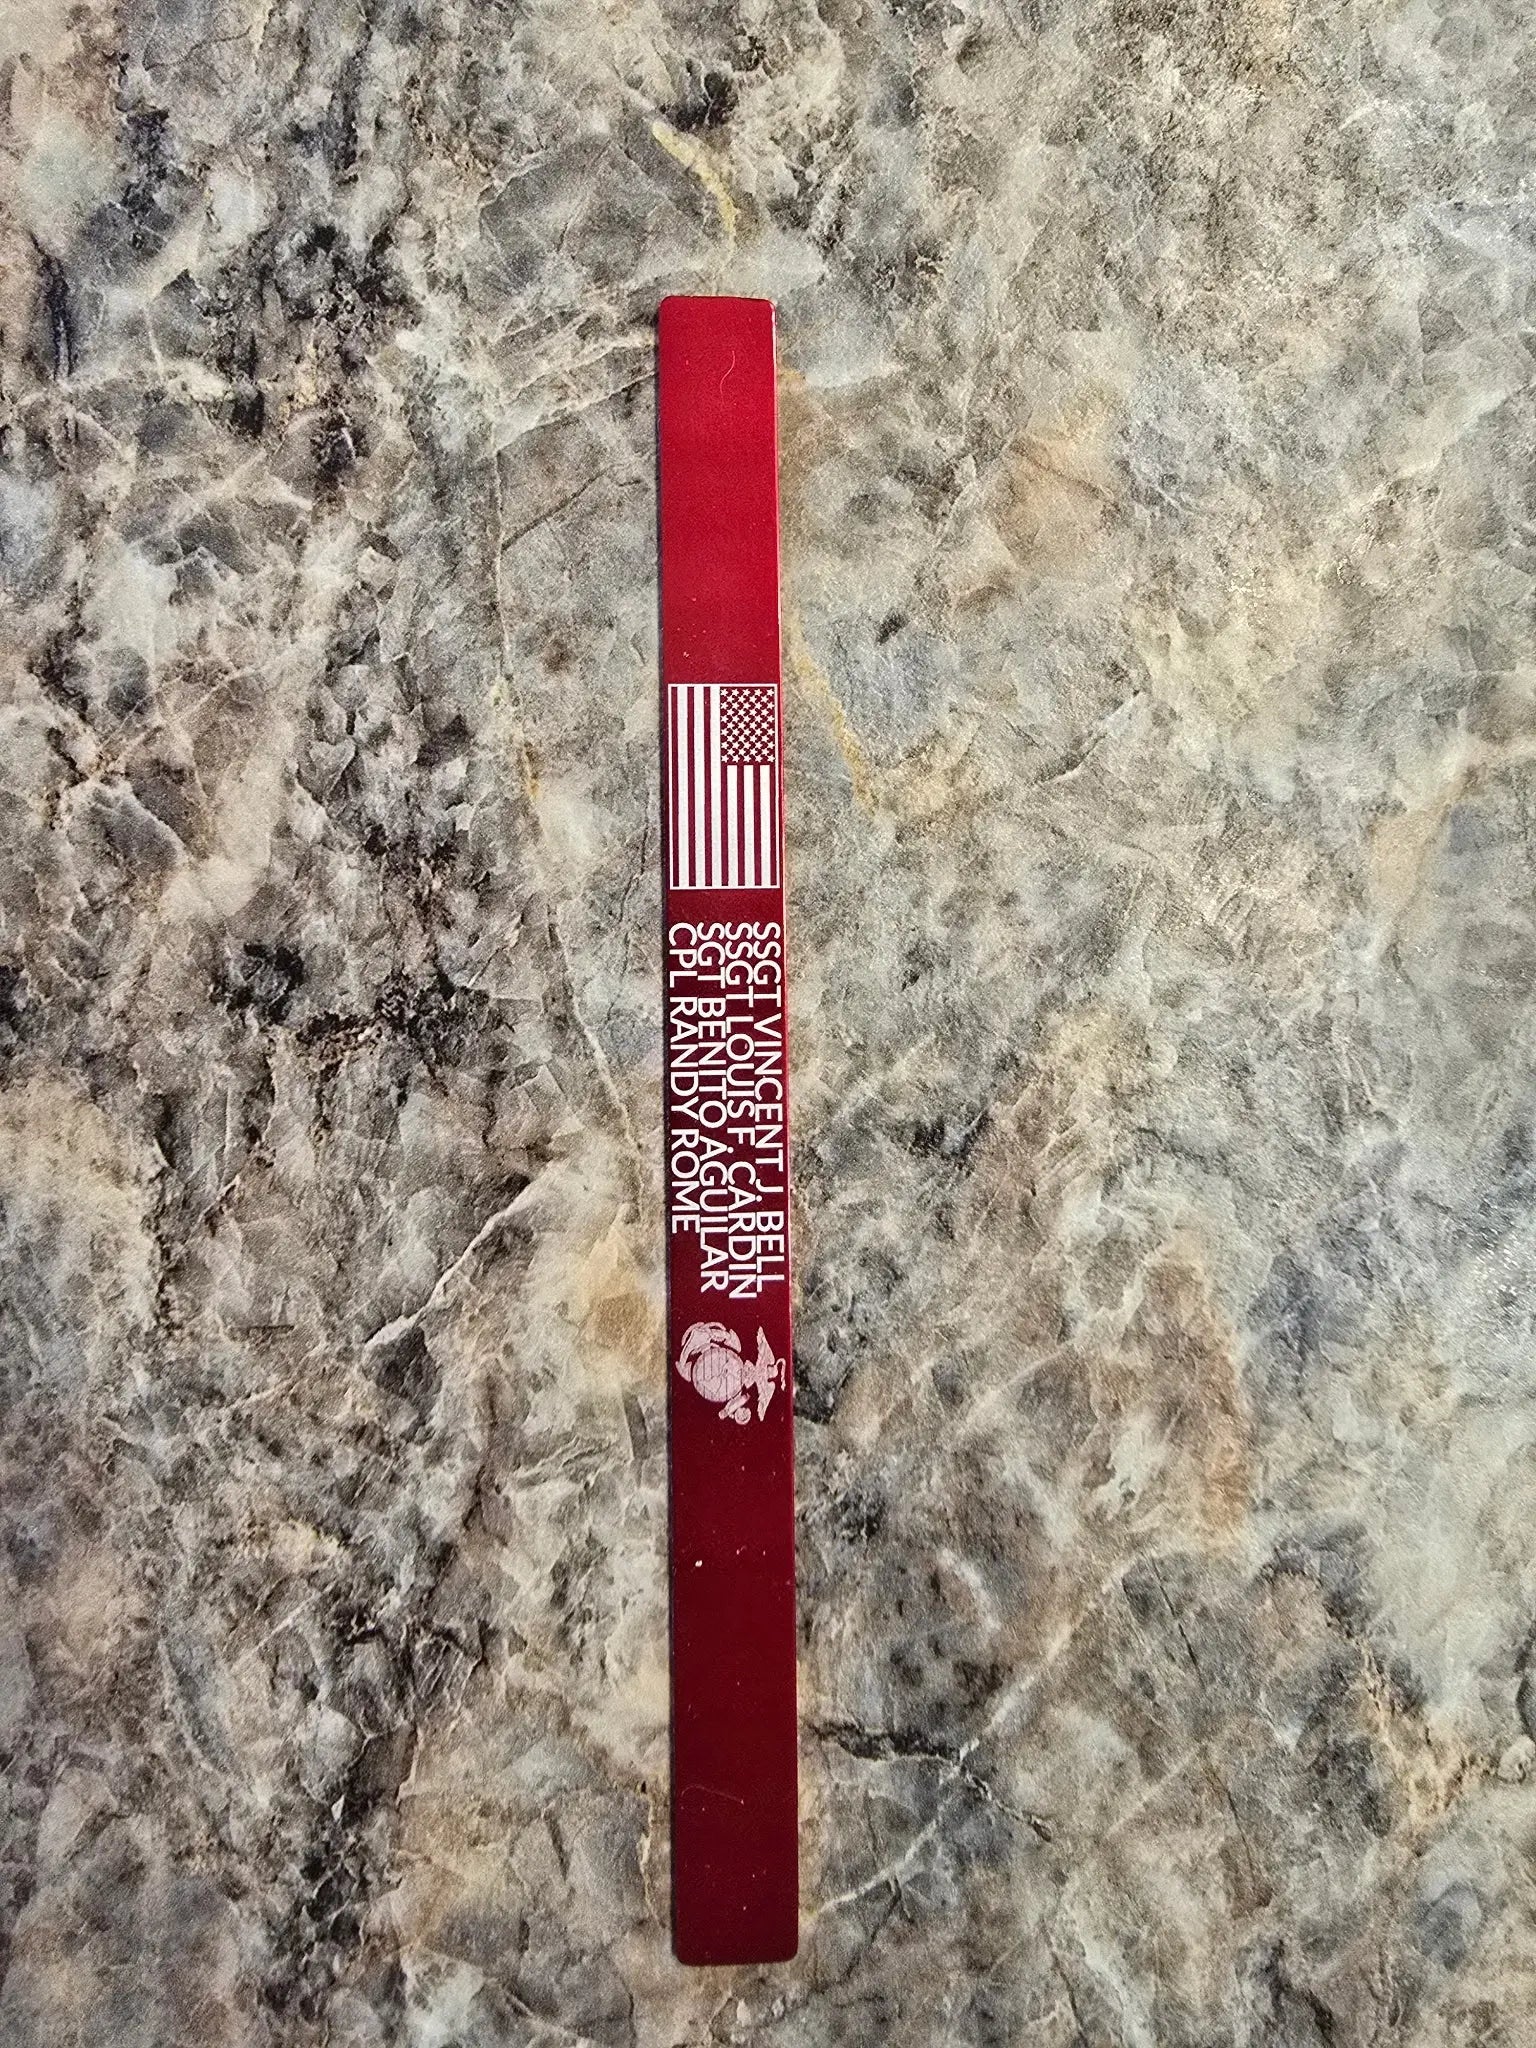 SSGT VINCENT J. BELL
SSGT LOUIS F. CARDIN
SGT BENITO AGUILAR
CPL RANDY ROME